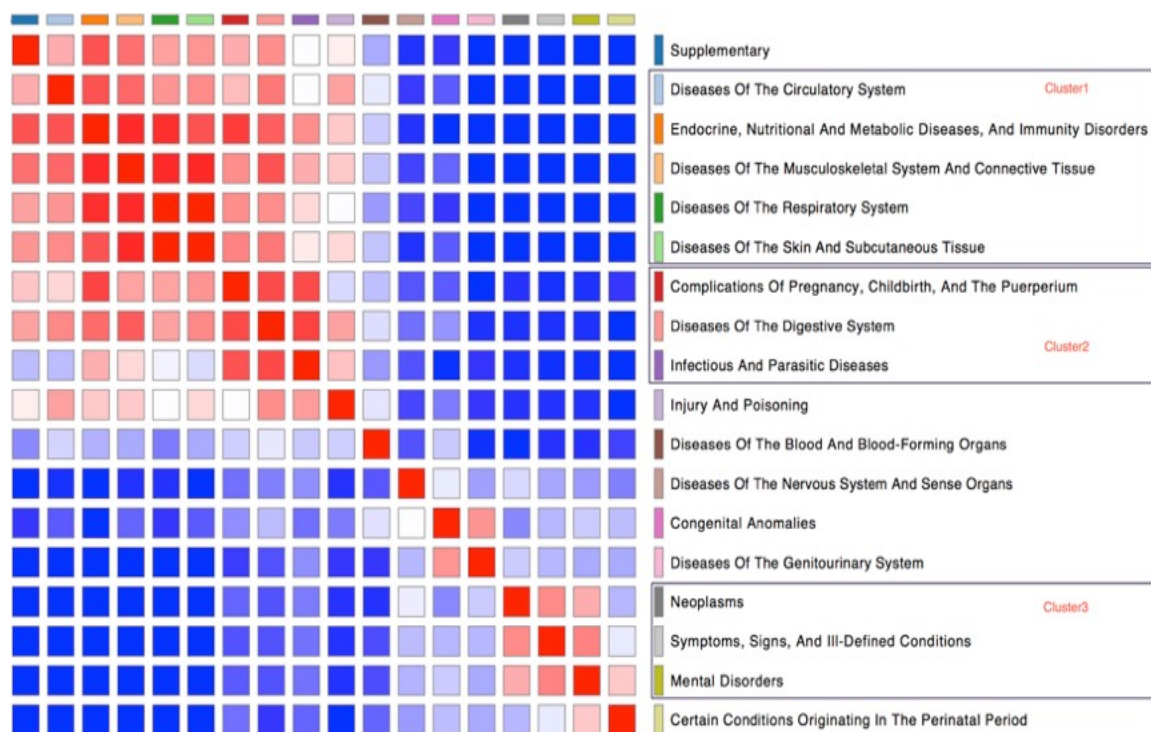 Supplementary
Diseases Of The Circulatory System
Cluster1
Endocrine, Nutritional And Metabolic Diseases, And Immunity Disorders
Diseases Of The Musculoskeletal System And Connective Tissue
Diseases Of The Respiratory System
Diseases Of The Skin And Subcutaneous Tissue
Complications Of Pregnancy, Childbirth, And The Puerperium
Diseases Of The Digestive System
Cluster2
Infectious And Parasitic Diseases
Injury And Poisoning
Diseases Of The Blood And Blood-Forming Organs
Diseases Of The Nervous System And Sense Organs
Congenital Anomalies
Diseases Of The Genitourinary System
Neoplasms
Cluster3
Symptoms, Signs, And Ill-Defined Conditions
Mental Disorders
Certain Conditions Originating In The Perinatal Period